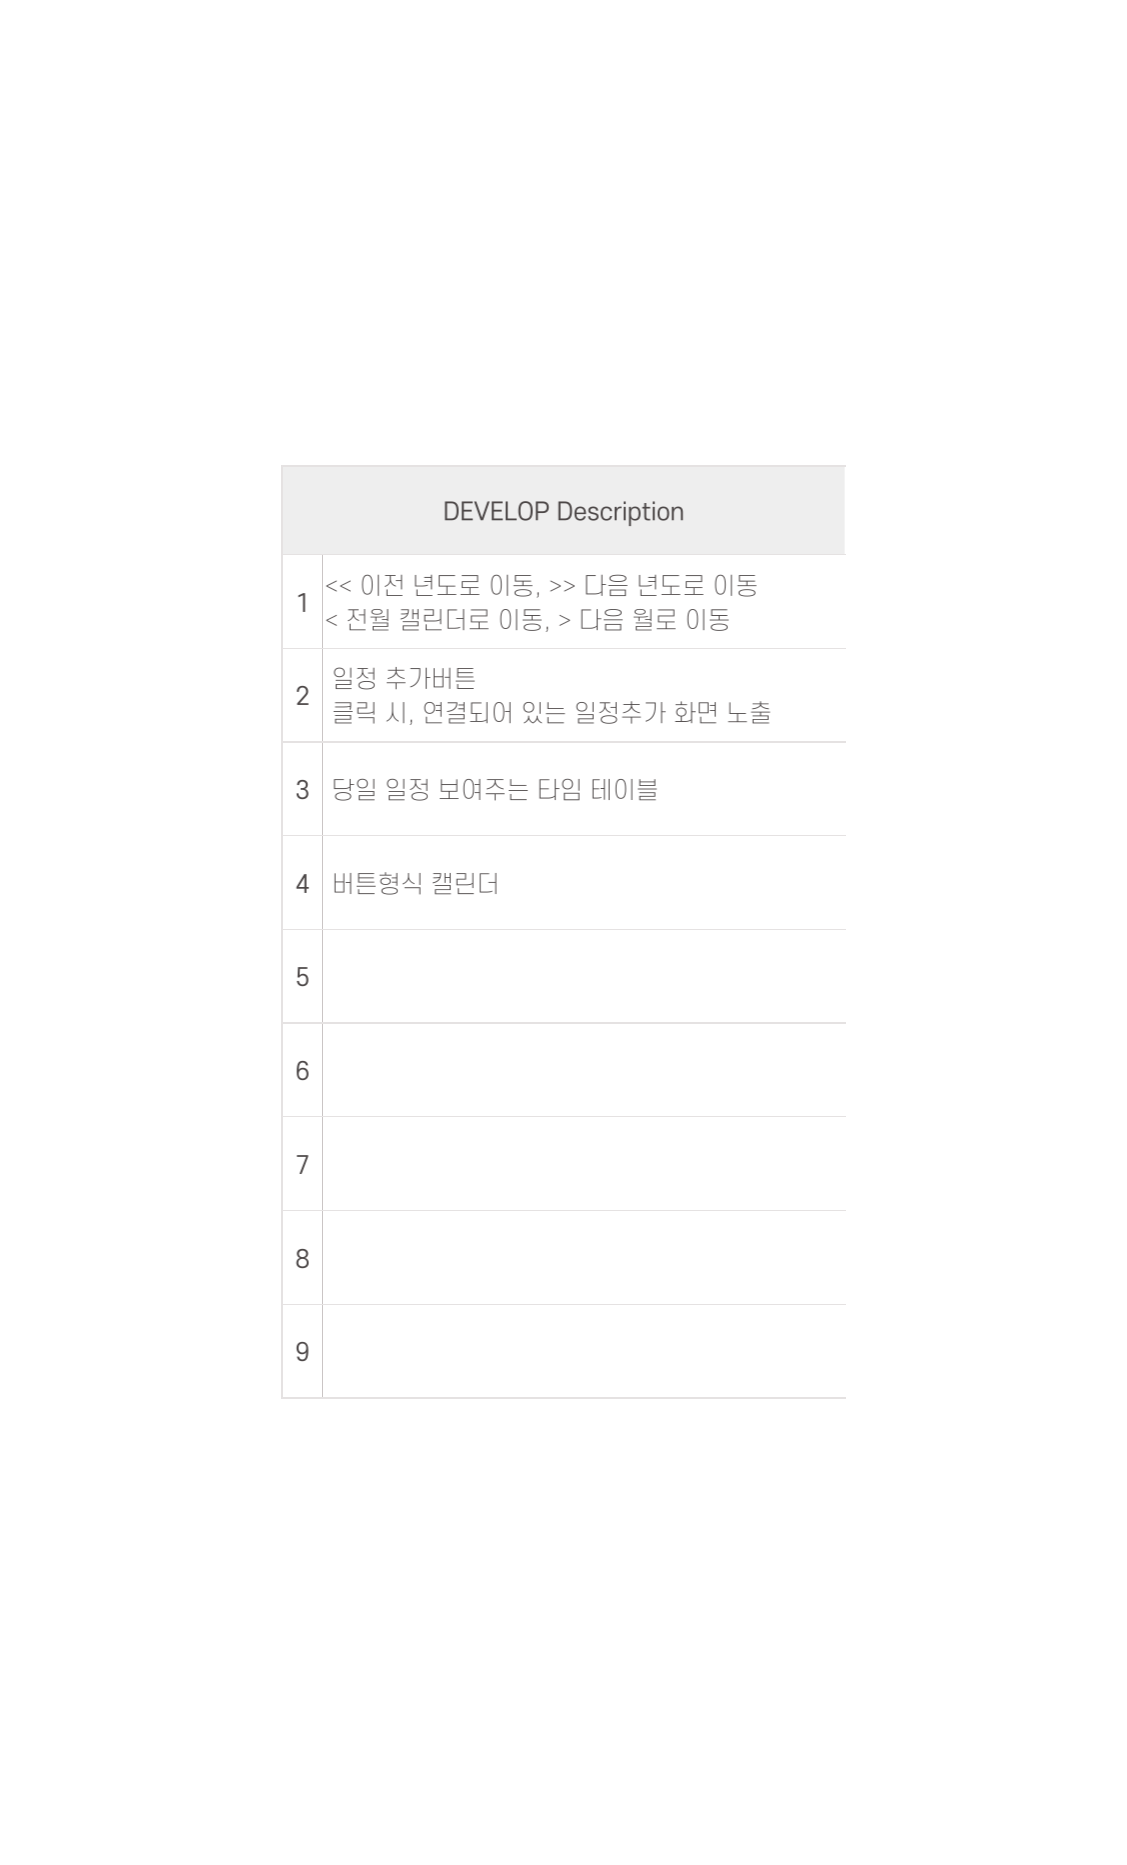 DEVELOP Description
1
<< 이전 년도로 이동, >> 다음 년도로 이동
< 전월 캘린더로 이동, > 다음 월로 이동
2
일정 추가버튼
클릭 시, 연결되어 있는 일정추가 화면 노출
3
당일 일정 보여주는 타임 테이블
4
버튼형식 캘린더
5
6
7
8
9